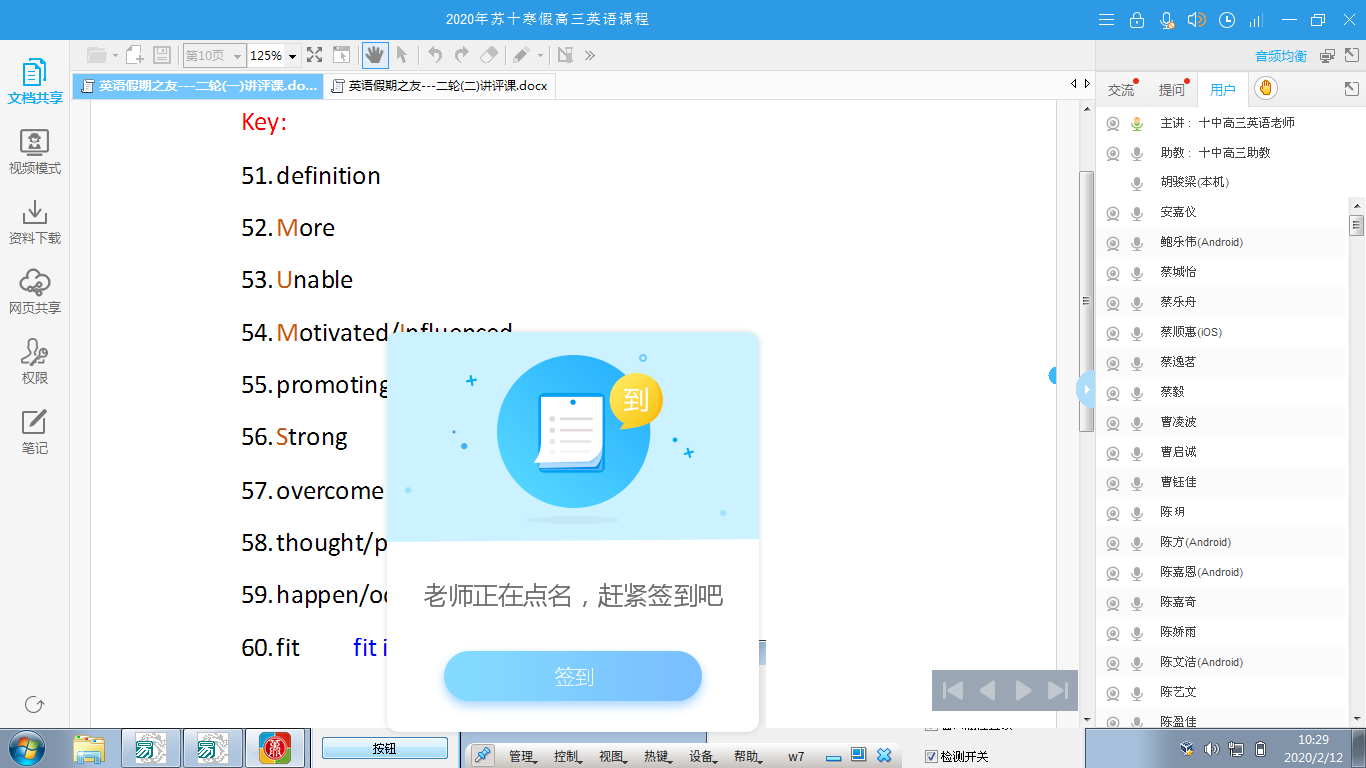 2020年苏十寒假高三英语课程
第10页
125%
音频均衡
英语假期之友---二轮(一)讲评课.do...
英语假期之友---二轮(二)讲评课.docx
文档共享
视频模式
资料下载
网页共享
权限
笔记
Key:
51. definition
52. More
53. Unable
54. Motivated/Influenced
55. promoting
56. Strong
57. overcome
58. thought/p
59. happen/oc
60. fit fit i
到
老师正在点名，赶紧签到吧
签到
交流
提问
用户
主讲： 十中高三英语老师
助教： 十中高三助教
胡骏梁(本机)
安嘉仪
鲍乐伟(Android)
蔡城怡
蔡乐舟
蔡顺惠(iOS)
蔡逸茗
蔡毅
曹凌波
曹启诚
曹钰佳
陈玥
陈方(Android)
陈嘉恩(Android)
陈嘉奇
陈娇雨
陈文洁(Android)
陈艺文
陈盈佳
按钮
管理
控制
视图
热键
设备
帮助
w7
检测开关
10:29
2020/2/12